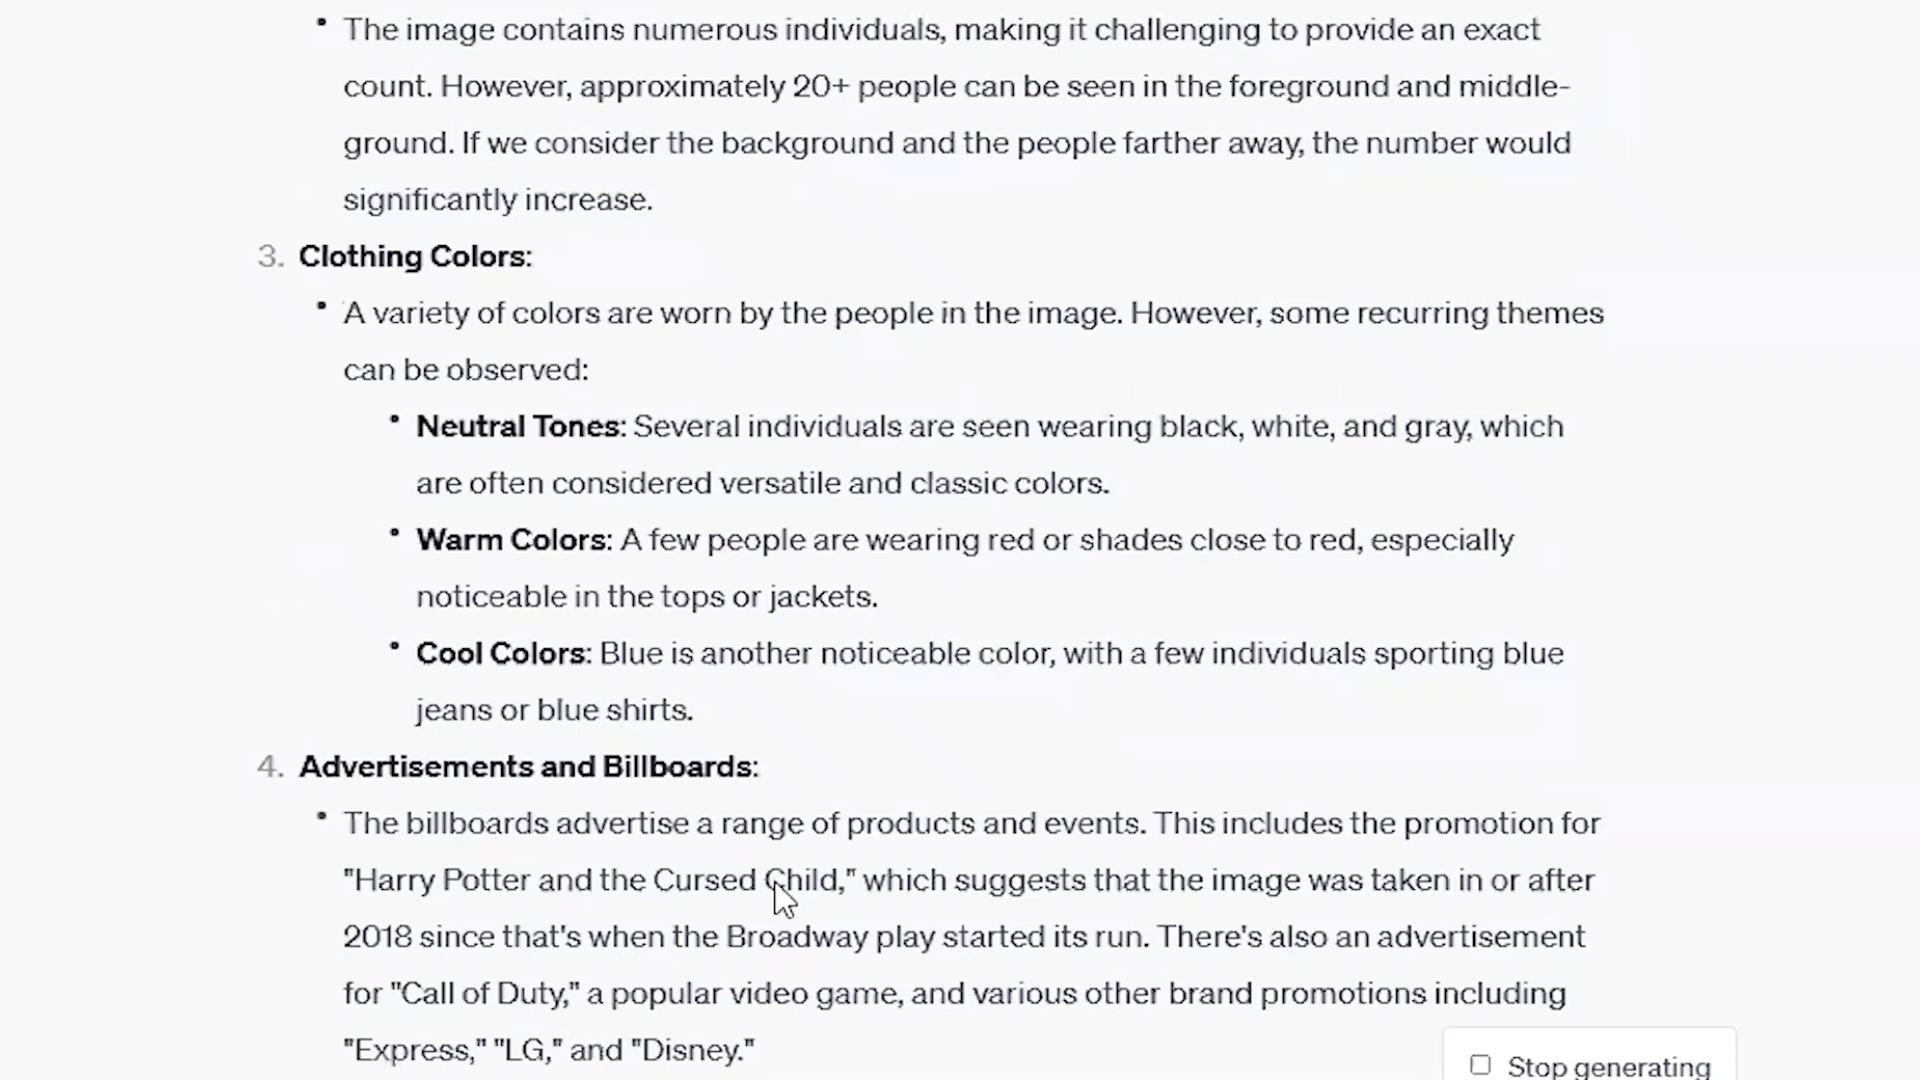 • The image contains numerous individuals, making it challenging to provide an exact
count. However, approximately 20+ people can be seen in the foreground and middle-
ground. If we consider the background and the people farther away, the number would
significantly increase.
3. Clothing Colors:
• A variety of colors are worn by the people in the image. However, some recurring themes
can be observed:
• Neutral Tones: Several individuals are seen wearing black, white, and gray, which
are often considered versatile and classic colors.
• Warm Colors: A few people are wearing red or shades close to red, especially
noticeable in the tops or jackets.
• Cool Colors: Blue is another noticeable color, with a few individuals sporting blue
jeans or blue shirts.
4. Advertisements and Billboards:
• The billboards advertise a range of products and events. This includes the promotion for
"Harry Potter and the Cursed Child," which suggests that the image was taken in or after
2018 since that's when the Broadway play started its run. There's also an advertisement
for "Call of Duty," a popular video game, and various other brand promotions including
"Express," "LG," and "Disney."
Stop generating